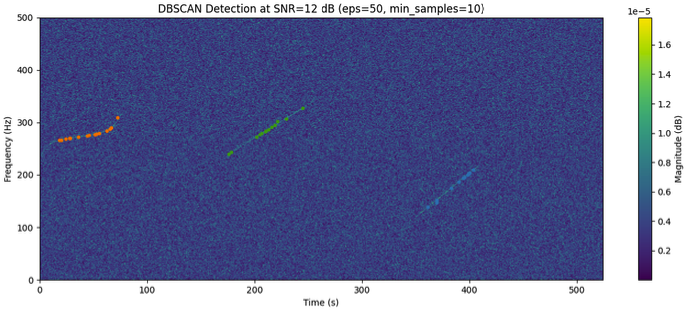 DBSCAN Detection at SNR=12 dB (eps=50, min_samples=10)
1e−5
500
400
300
200
100
0
Frequency (Hz)
0 100 200 300 400 500
Time (s)
1.6
1.4
1.2
1.0
0.8
0.6
0.4
0.2
Magnitude (dB)